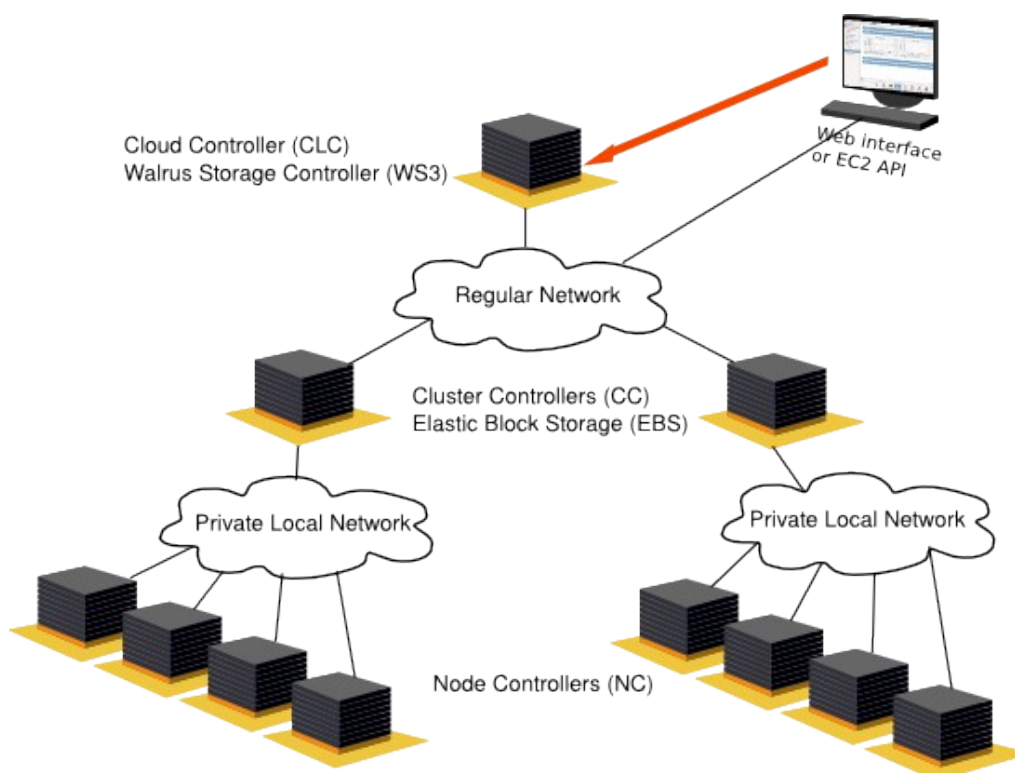 Cloud Controller (CLC)
Walrus Storage Controller (WS3)
Web interface
or EC2 API
Regular Network
Cluster Controllers (CC)
Elastic Block Storage (EBS)
Private Local Network
Private Local Network
Node Controllers (NC)